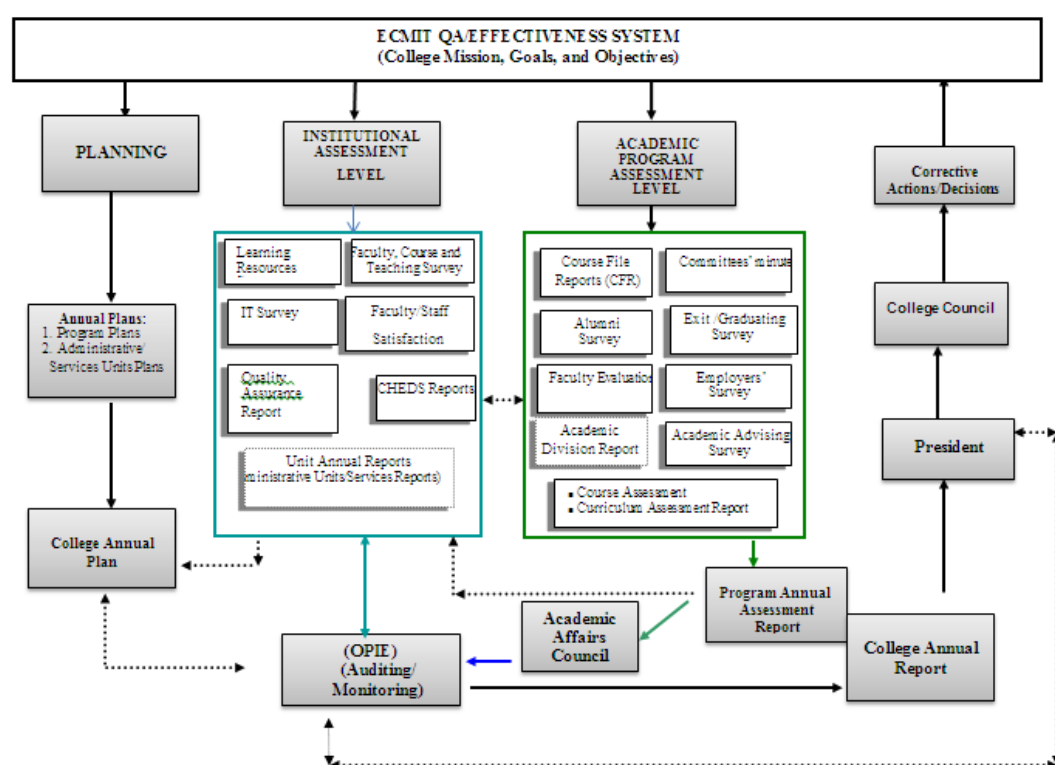 ECMIT QA/EFFECTIVENESS SYSTEM
(College Mission, Goals, and Objectives)
PLANNING
INSTITUTIONAL
ASSESSMENT
LEVEL
ACADEMIC
PROGRAM
ASSESSMENT
LEVEL
Corrective
Actions/Decisions
Learning
Resources
Faculty, Course and
Teaching Survey
IT Survey
Faculty/Staff
Satisfaction
Quality
Assurance
Report
CHEDS Reports
Unit Annual Reports
ministrative Units/Services Reports)
Course File
Reports (CFR)
Committees' minute
Alumni
Survey
Exit /Graduating
Survey
Faculty Evaluation
Employers'
Survey
Academic
Division Report
Academic Advising
Survey
▪ Course Assessment
▪ Curriculum Assessment Report
Annual Plans:
1. Program Plans
2. Administrative/
Services Units Plans
College Council
President
College Annual
Plan
Program Annual
Assessment
Report
Academic
Affairs
Council
College Annual
Report
(OPIE)
(Auditing/
Monitoring)